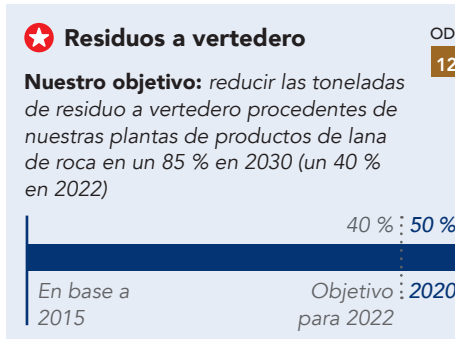 Residuos a vertedero
OD
12
Nuestro objetivo: reducir las toneladas
de residuo a vertedero procedentes de
nuestras plantas de productos de lana
de roca en un 85 % en 2030 (un 40 %
en 2022)
40 % 50 %
En base a
2015
Objetivo
para 2022
2020